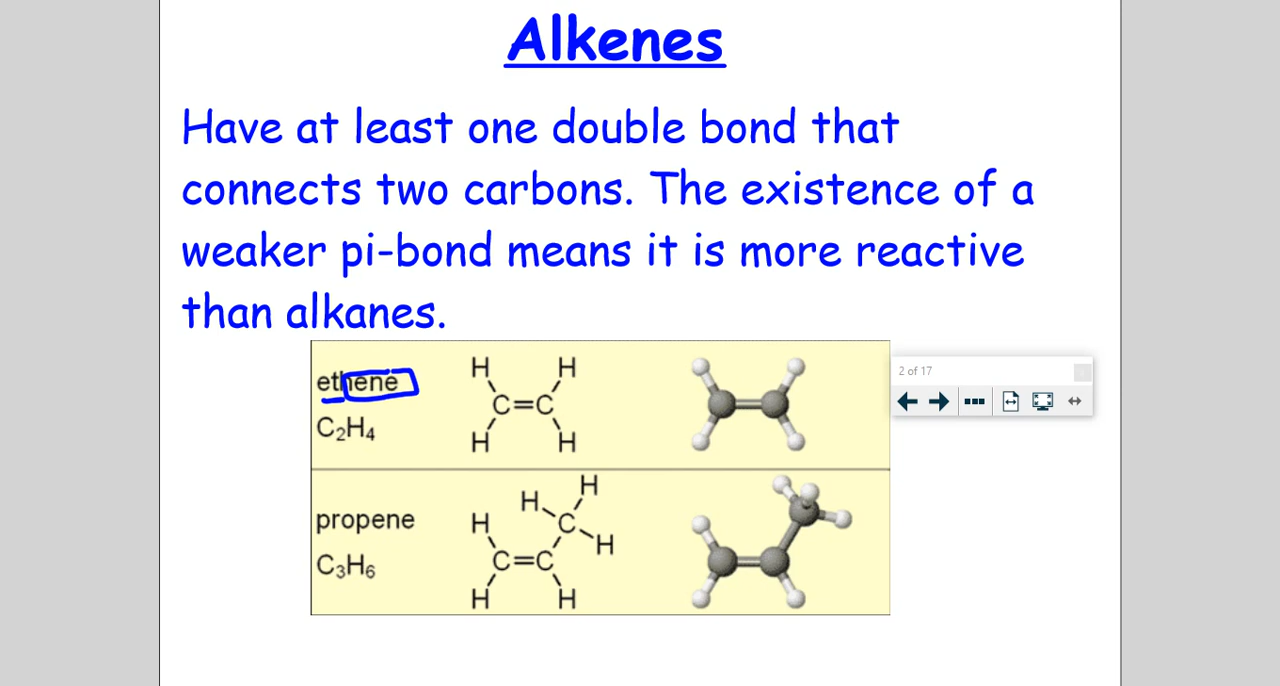 Alkenes
Have at least one double bond that
connects two carbons. The existence of a
weaker pi-bond means it is more reactive
than alkanes.
ethene
C₂H₄
H H
C=C
H H
2 of 17
propene
C₃H₆
H
H C
H H
C=C
H H